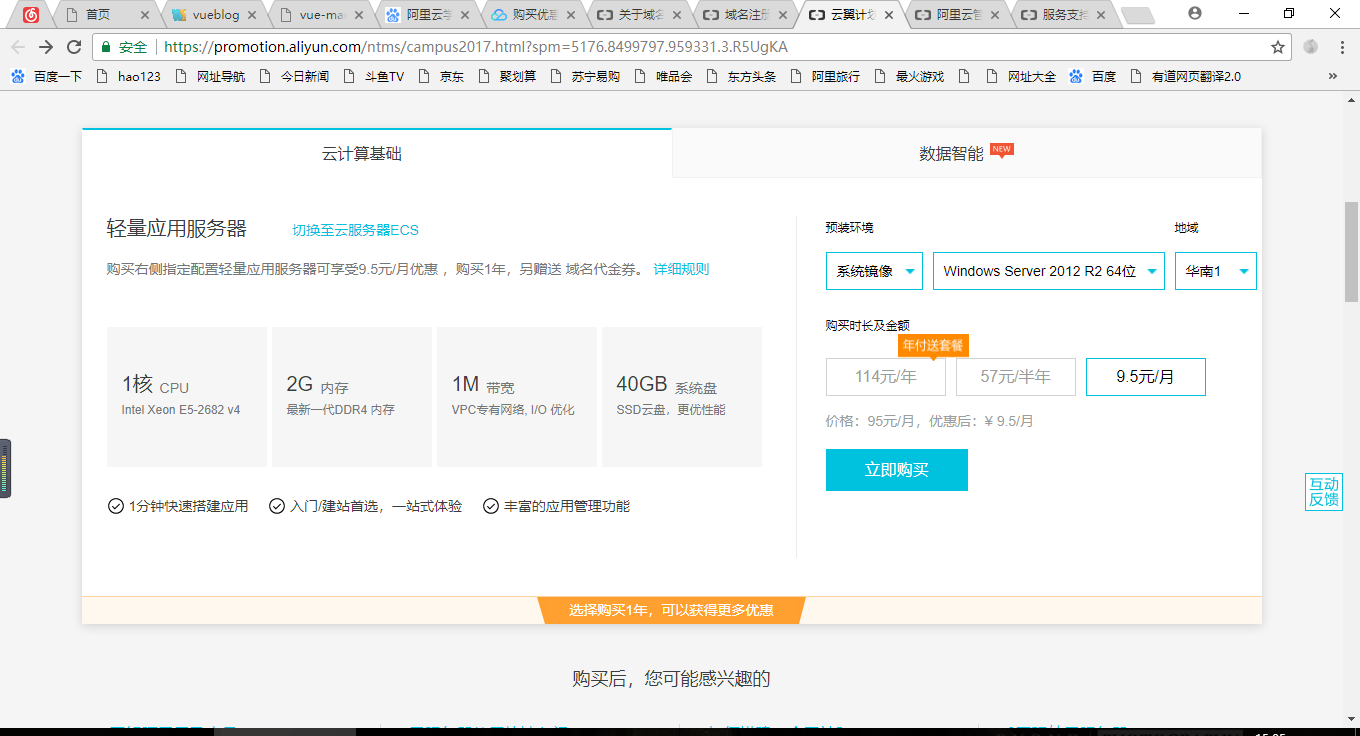 首页
vueblog
vue-ma
阿里云学
购买优惠
关于域名
域名注册
云翼计划
阿里云管
服务支持
安全 https://promotion.aliyun.com/ntms/campus2017.html?spm=5176.8499797.959331.3.R5UgKA
百度一下 hao123 网址导航 今日新闻 斗鱼TV 京东 聚划算 苏宁易购 唯品会 东方头条 阿里旅行 最火游戏 网址大全 百度 有道网页翻译2.0 »
云计算基础
数据智能 NEW
轻量应用服务器 切换至云服务器ECS
购买右侧指定配置轻量应用服务器可享受9.5元/月优惠 ，购买1年，另赠送 域名代金券。 详细规则
1核 CPU
Intel Xeon E5-2682 v4
2G 内存
最新一代DDR4 内存
1M 带宽
VPC专有网络, I/O 优化
40GB 系统盘
SSD云盘，更优性能
1分钟快速搭建应用 入门/建站首选，一站式体验 丰富的应用管理功能
预装环境 地域
系统镜像 Windows Server 2012 R2 64位 华南1
购买时长及金额
年付送套餐
114元/年 57元/半年 9.5元/月
价格：95元/月，优惠后：¥ 9.5/月
立即购买
互动
反馈
选择购买1年，可以获得更多优惠
购买后，您可能感兴趣的